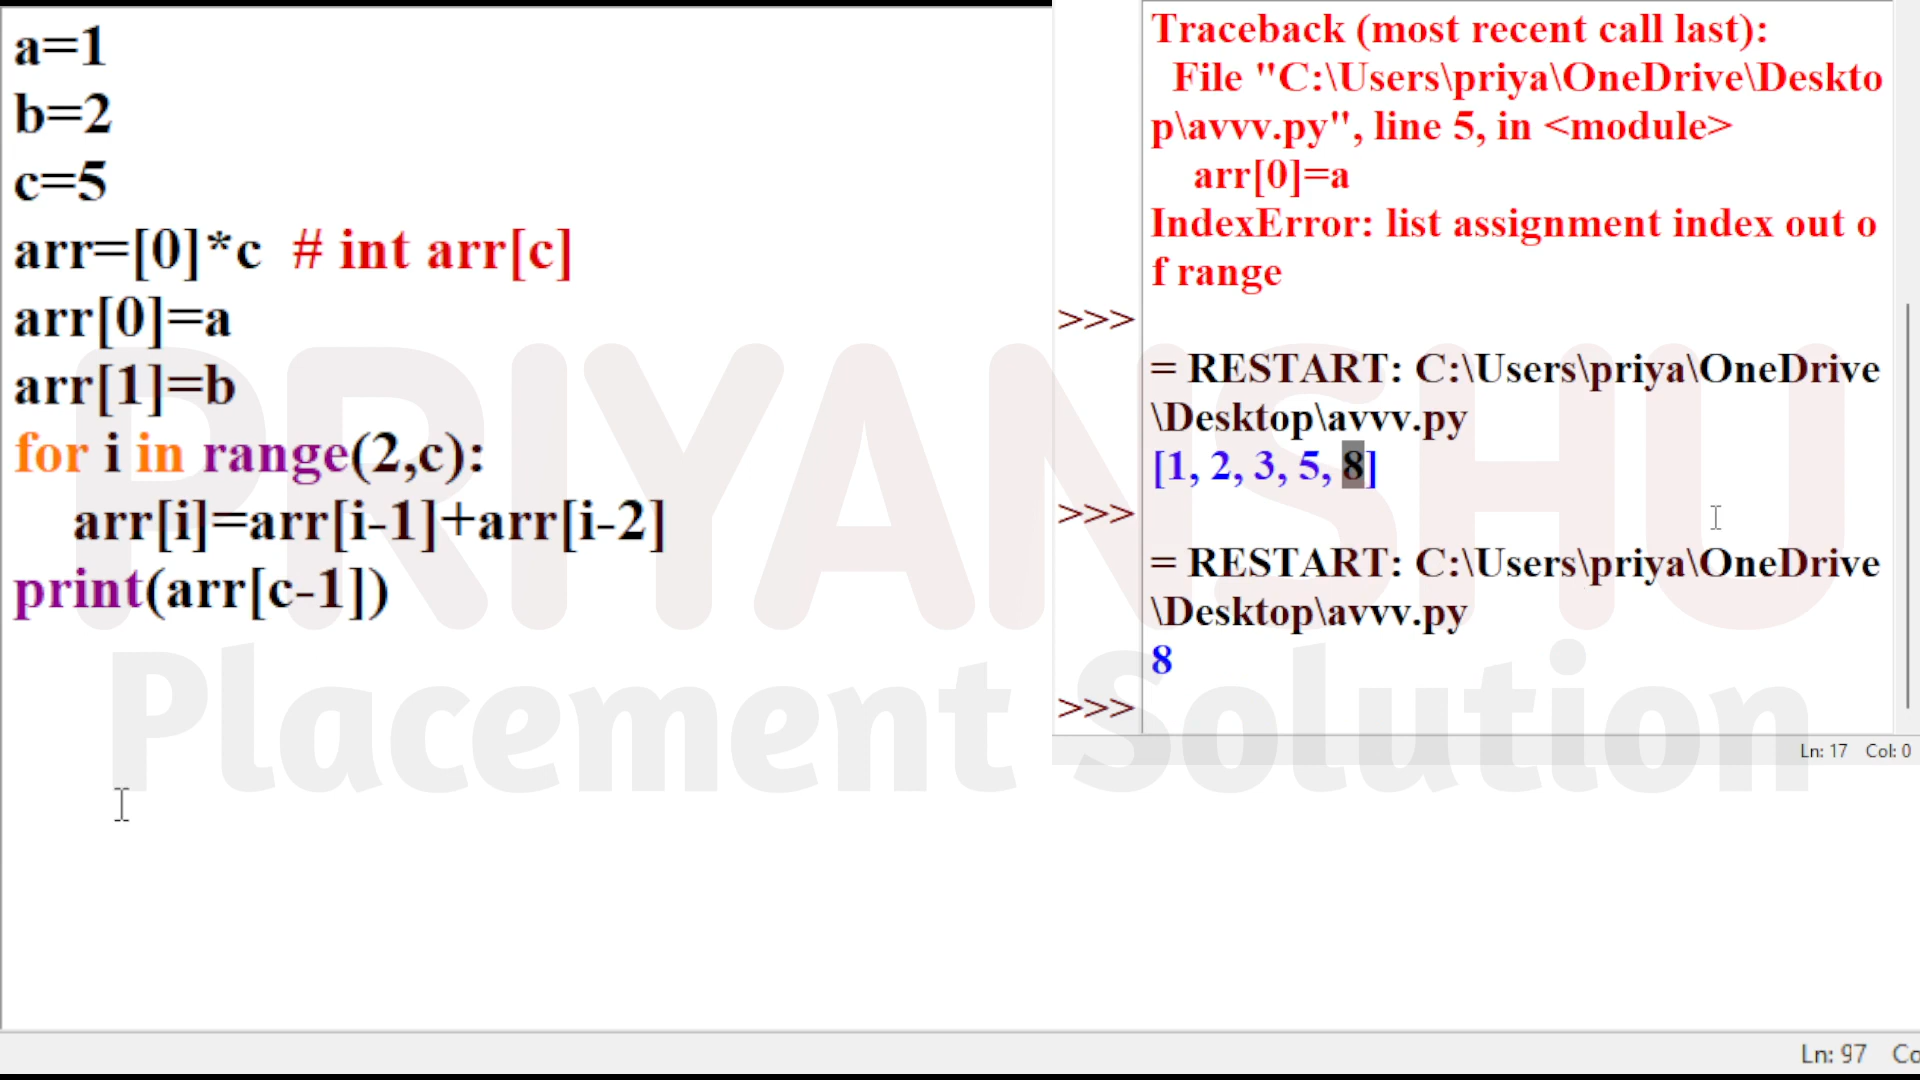 a=1
b=2
c=5
arr=[0]*c  # int arr[c]
arr[0]=a
arr[1]=b
for i in range(2,c):
    arr[i]=arr[i-1]+arr[i-2]
print(arr[c-1])
Traceback (most recent call last):
  File "C:\Users\priya\OneDrive\Deskto
p\avvv.py", line 5, in <module>
    arr[0]=a
IndexError: list assignment index out o
f range
>>>
= RESTART: C:\Users\priya\OneDrive
\Desktop\avvv.py
[1, 2, 3, 5, 8]
>>>
= RESTART: C:\Users\priya\OneDrive
\Desktop\avvv.py
8
>>>
Ln: 17 Col: 0
PRIYANSHU
Placement Solution
Ln: 97 Co